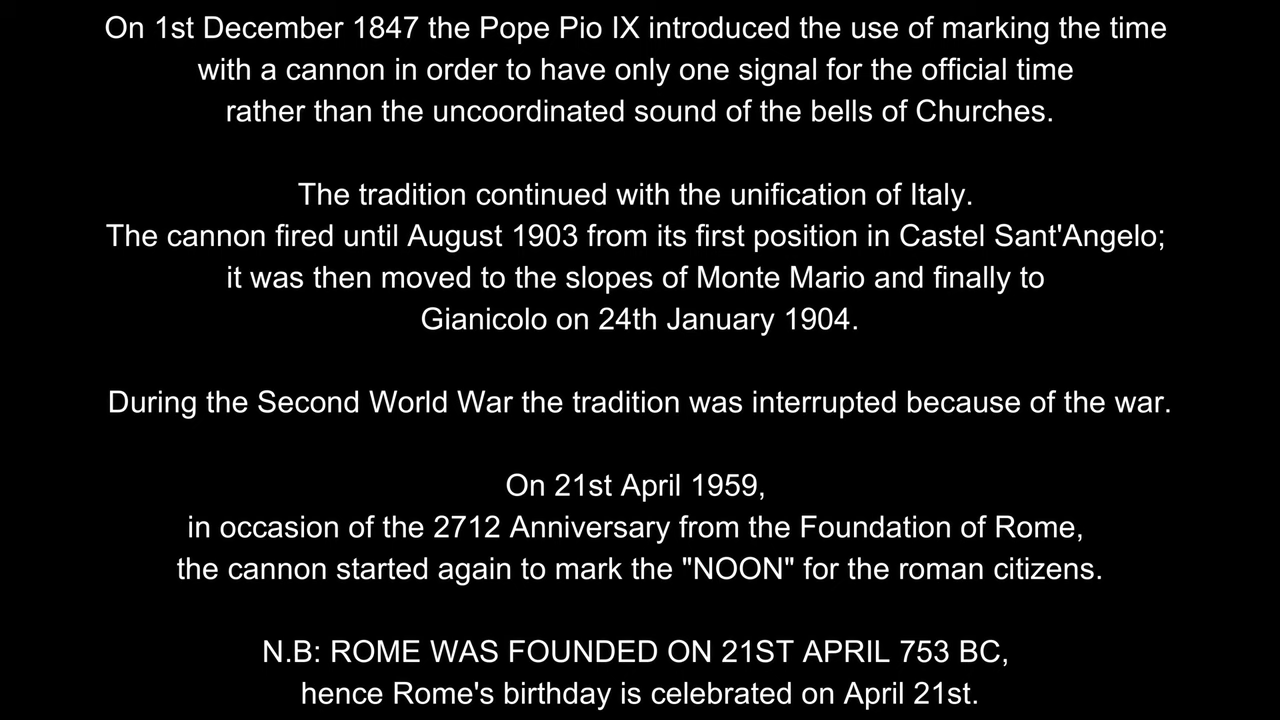 On 1st December 1847 the Pope Pio IX introduced the use of marking the time
with a cannon in order to have only one signal for the official time
rather than the uncoordinated sound of the bells of Churches.
The tradition continued with the unification of Italy.
The cannon fired until August 1903 from its first position in Castel Sant'Angelo;
it was then moved to the slopes of Monte Mario and finally to
Gianicolo on 24th January 1904.
During the Second World War the tradition was interrupted because of the war.
On 21st April 1959,
in occasion of the 2712 Anniversary from the Foundation of Rome,
the cannon started again to mark the "NOON" for the roman citizens.
N.B: ROME WAS FOUNDED ON 21ST APRIL 753 BC,
hence Rome's birthday is celebrated on April 21st.